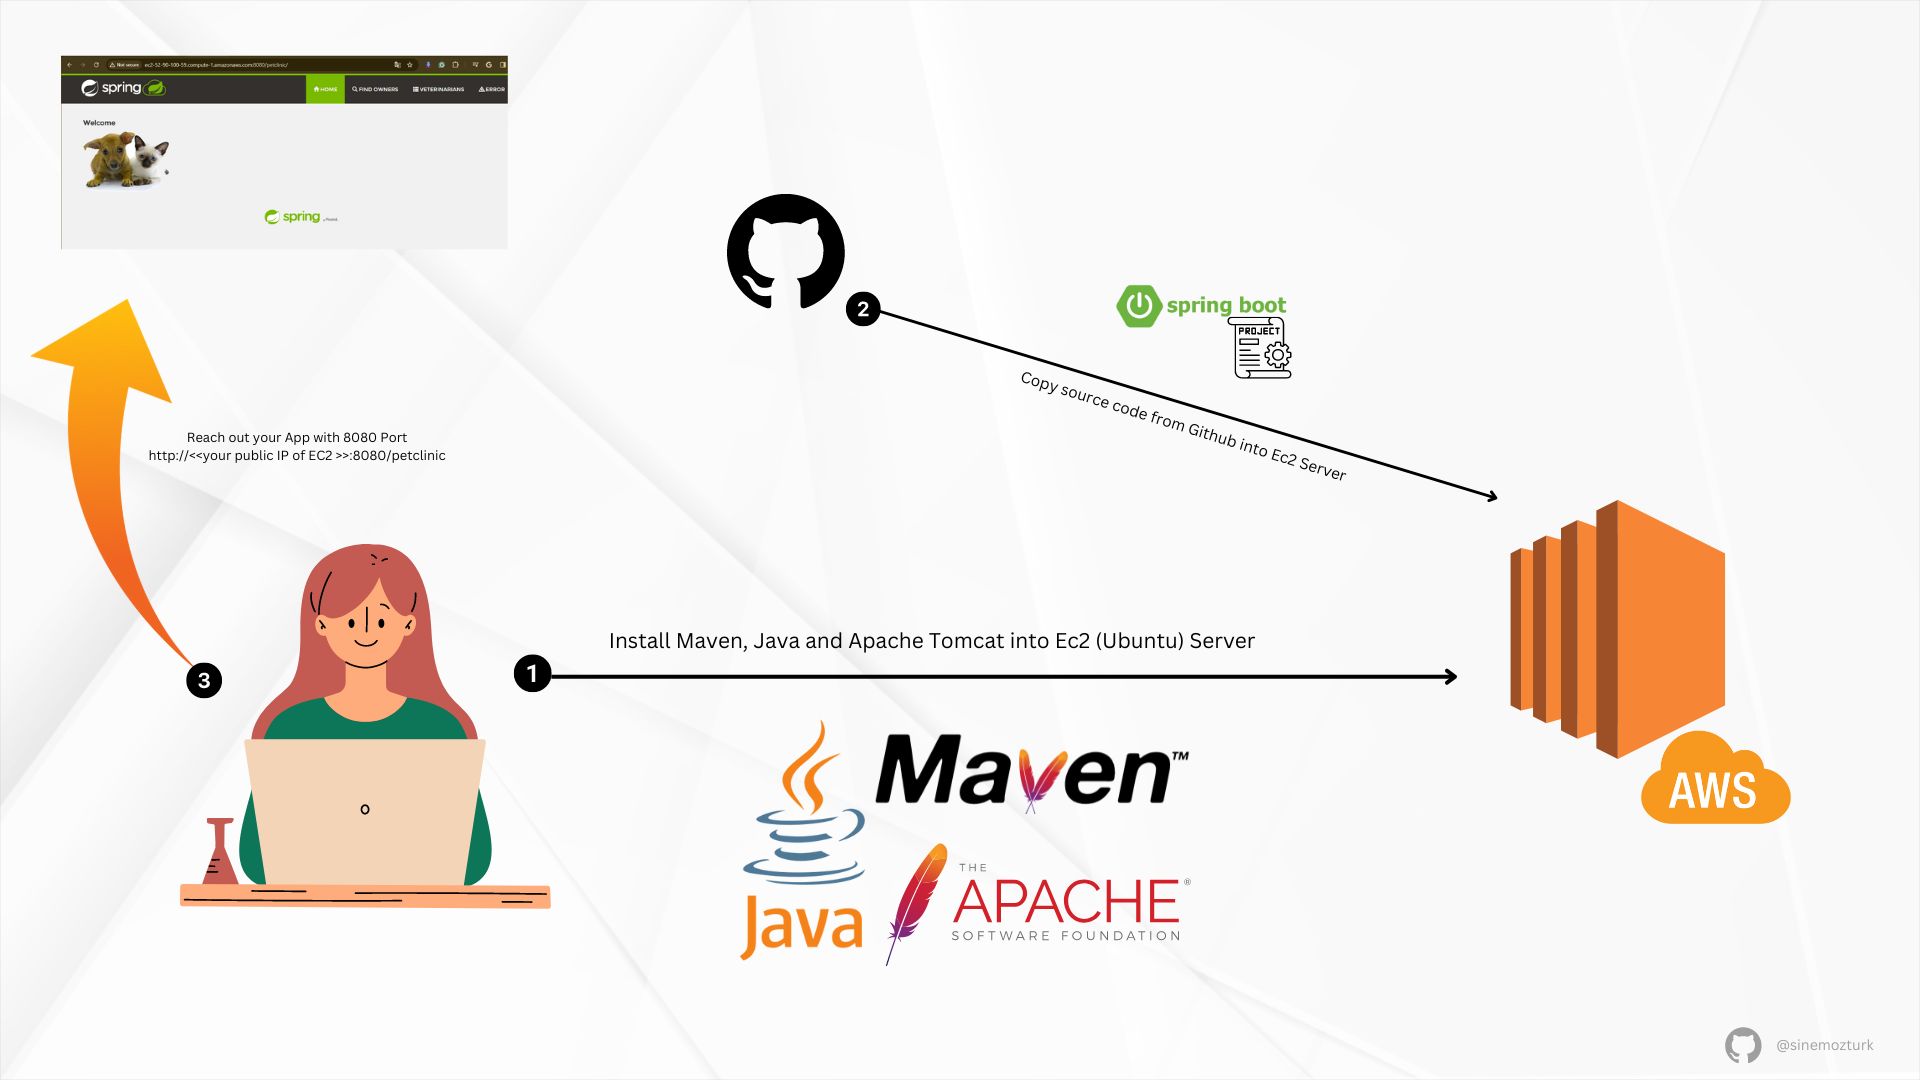 Not secure
ec2-52-90-100-59.compute-1.amazonaws.com:8080/petclinic/
spring
HOME
FIND OWNERS
VETERINARIANS
ERROR
Welcome
spring
2
spring boot
PROJECT
Copy source code from Github into Ec2 Server
Reach out your App with 8080 Port
http://<<your public IP of EC2 >>:8080/petclinic
3
1
Install Maven, Java and Apache Tomcat into Ec2 (Ubuntu) Server
Maven™
Java
THE
APACHE®
SOFTWARE FOUNDATION
AWS
@sinemozturk